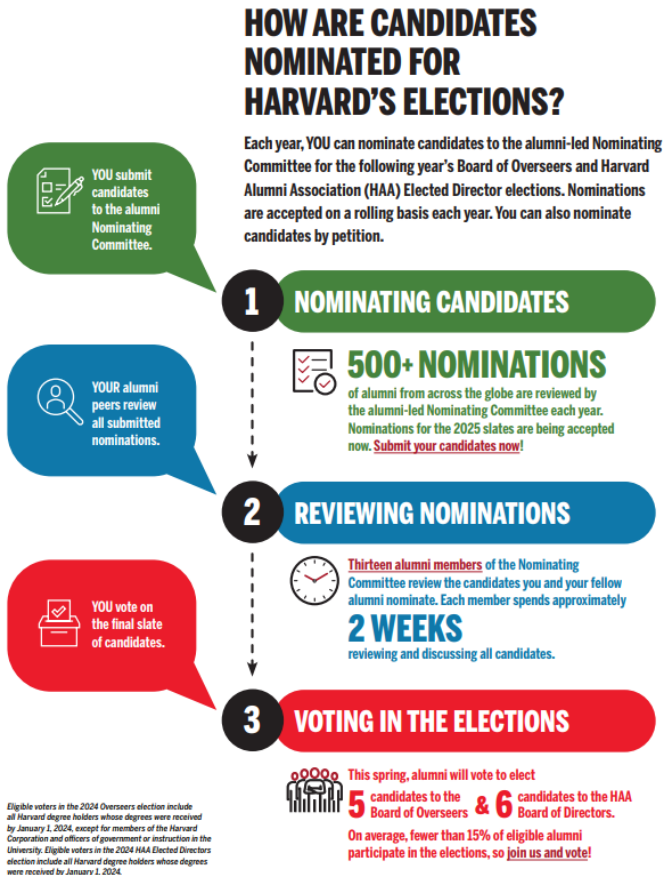 HOW ARE CANDIDATES
NOMINATED FOR
HARVARD'S ELECTIONS?
Each year, YOU can nominate candidates to the alumni-led Nominating
Committee for the following year's Board of Overseers and Harvard
Alumni Association (HAA) Elected Director elections. Nominations
are accepted on a rolling basis each year. You can also nominate
candidates by petition.
YOU submit
candidates
to the alumni
Nominating
Committee.
1 NOMINATING CANDIDATES
500+ NOMINATIONS
of alumni from across the globe are reviewed by
the alumni-led Nominating Committee each year.
Nominations for the 2025 slates are being accepted
now. Submit your candidates now!
YOUR alumni
peers review
all submitted
nominations.
2 REVIEWING NOMINATIONS
Thirteen alumni members of the Nominating
Committee review the candidates you and your fellow
alumni nominate. Each member spends approximately
2 WEEKS
reviewing and discussing all candidates.
YOU vote on
the final slate
of candidates.
3 VOTING IN THE ELECTIONS
This spring, alumni will vote to elect
5 candidates to the Board of Overseers & 6 candidates to the HAA Board of Directors.
On average, fewer than 15% of eligible alumni
participate in the elections, so join us and vote!
Eligible voters in the 2024 Overseers election include
all Harvard degree holders whose degrees were received
by January 1, 2024, except for members of the Harvard
Corporation and officers of government or instruction in the
University. Eligible voters in the 2024 HAA Elected Directors
election include all Harvard degree holders whose degrees
were received by January 1, 2024.